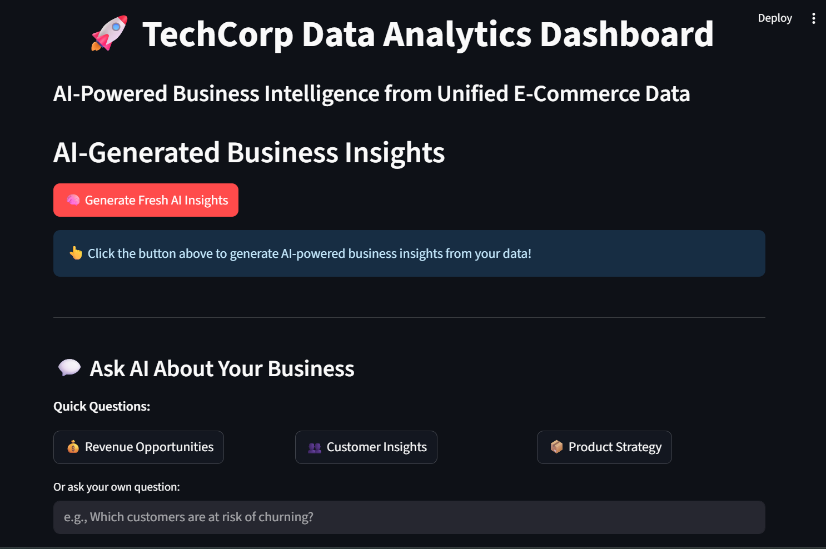 Deploy
🚀 TechCorp Data Analytics Dashboard
AI-Powered Business Intelligence from Unified E-Commerce Data
AI-Generated Business Insights
🧠 Generate Fresh AI Insights
👆 Click the button above to generate AI-powered business insights from your data!
💬 Ask AI About Your Business
Quick Questions:
💰 Revenue Opportunities
👥 Customer Insights
📦 Product Strategy
Or ask your own question:
e.g., Which customers are at risk of churning?